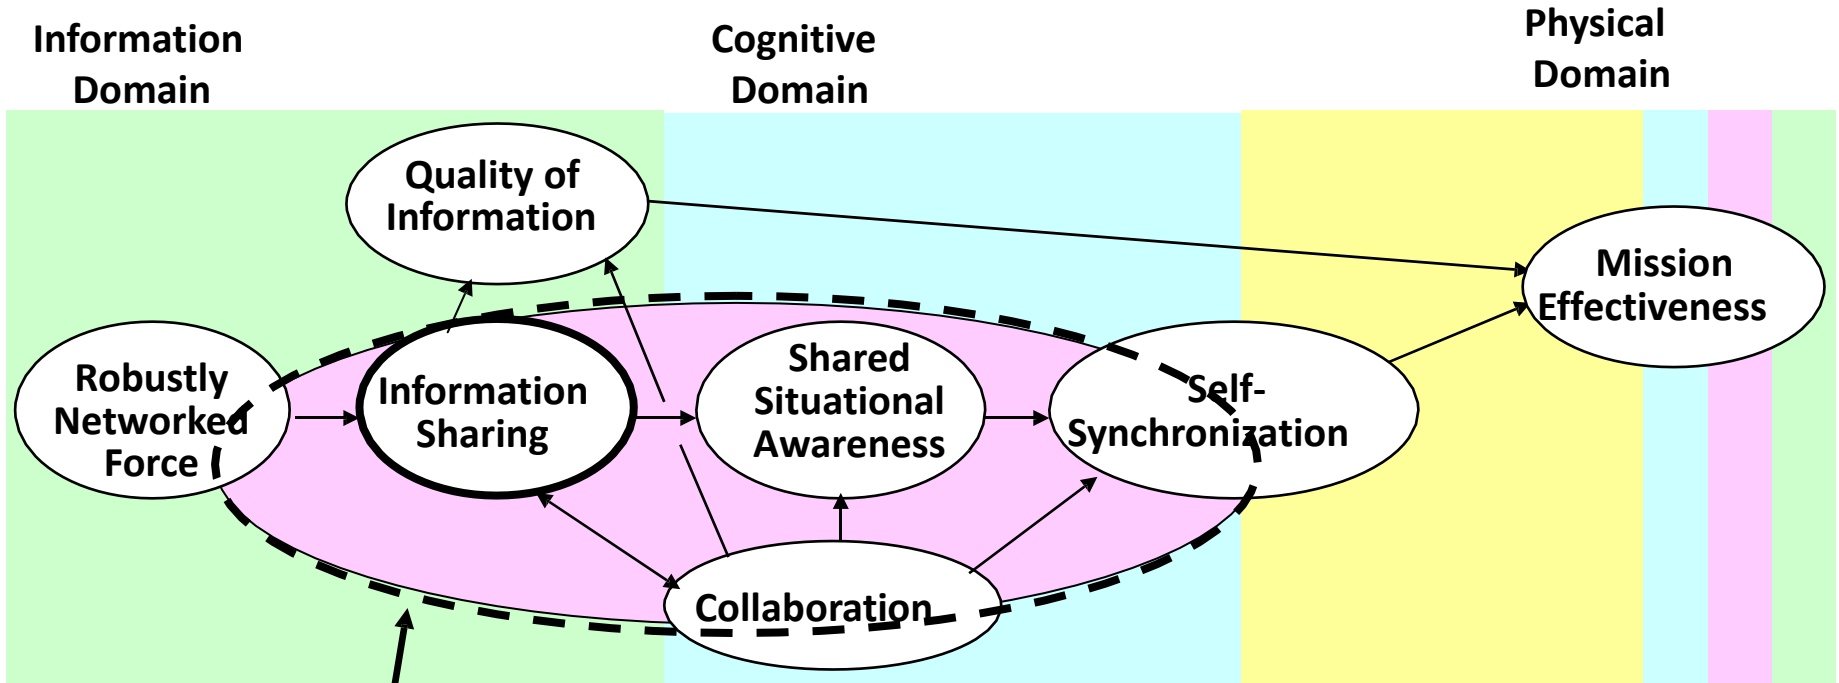 Information
Domain
Cognitive
Domain
Physical
Domain
Quality of
Information
Mission
Effectiveness
Robustly
Networked
Force
Information
Sharing
Shared
Situational
Awareness
Self-
Synchronization
Collaboration